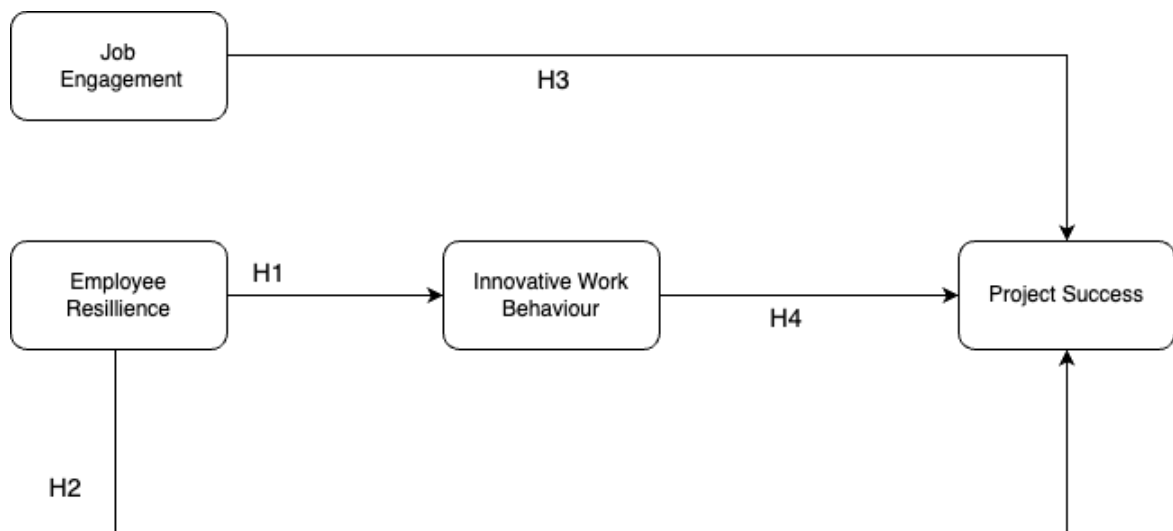 Job
Engagement
H3
Employee
Resillience
H1
Innovative Work
Behaviour
H4
Project Success
H2